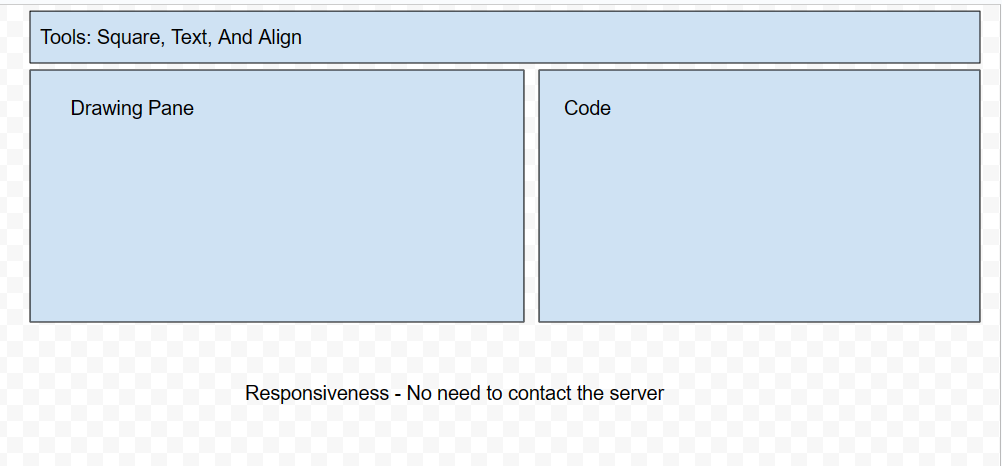 Tools: Square, Text, And Align
Drawing Pane
Code
Responsiveness - No need to contact the server